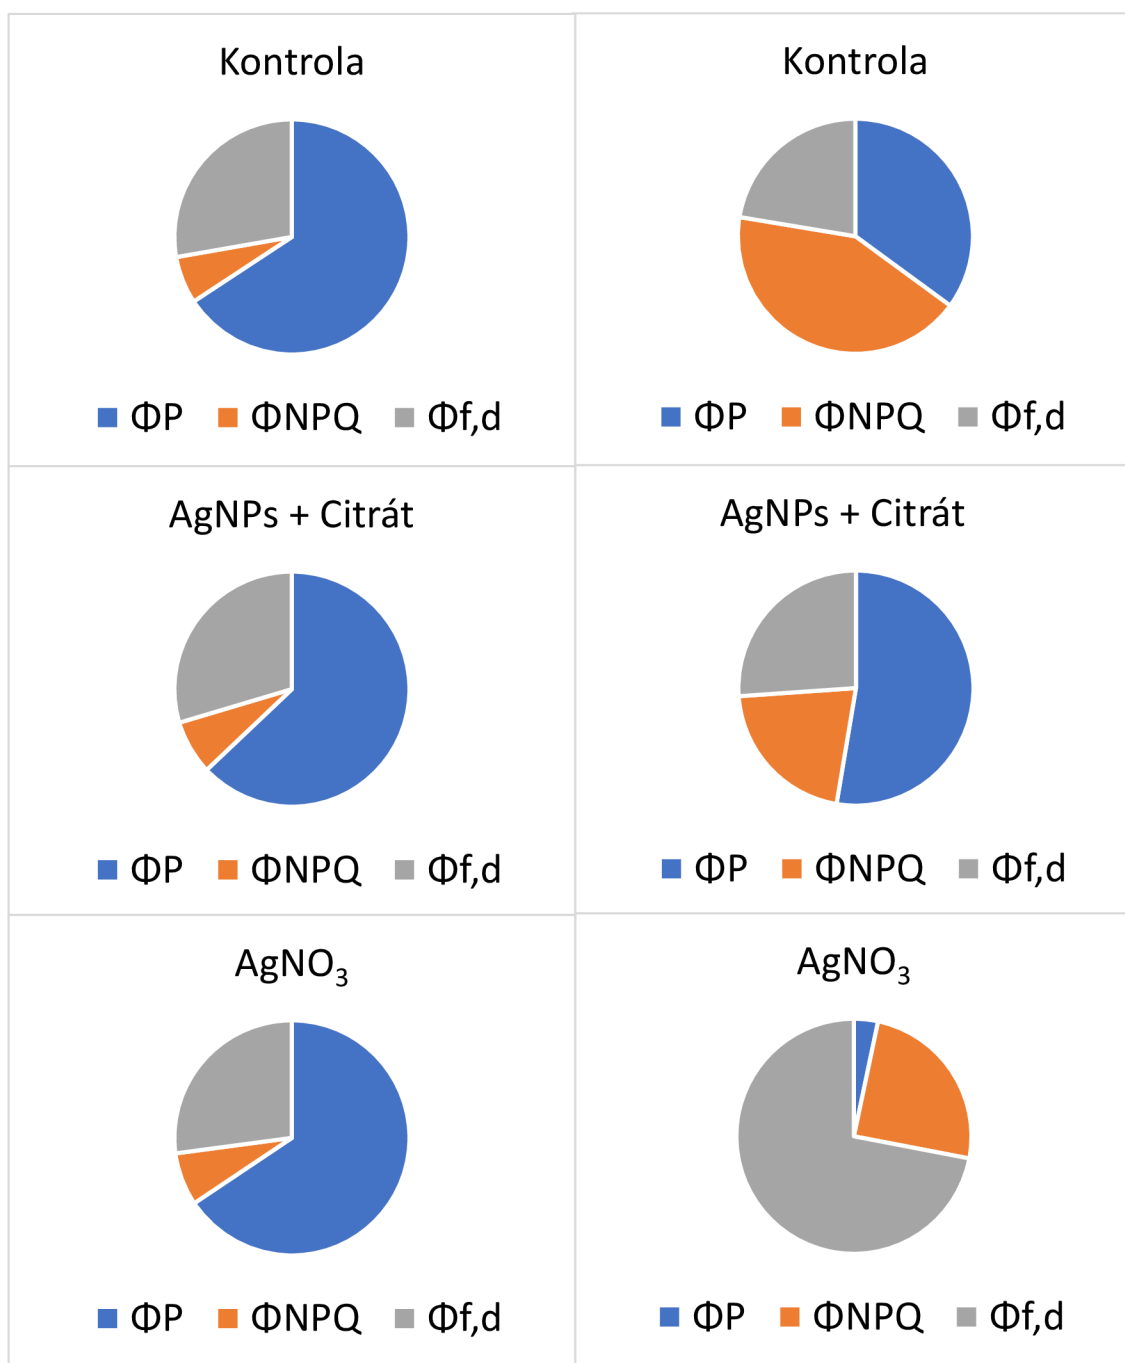 Kontrola
ΦP ΦNPQ Φf,d
Kontrola
ΦP ΦNPQ Φf,d
AgNPs + Citrát
ΦP ΦNPQ Φf,d
AgNPs + Citrát
ΦP ΦNPQ Φf,d
AgNO₃
ΦP ΦNPQ Φf,d
AgNO₃
ΦP ΦNPQ Φf,d